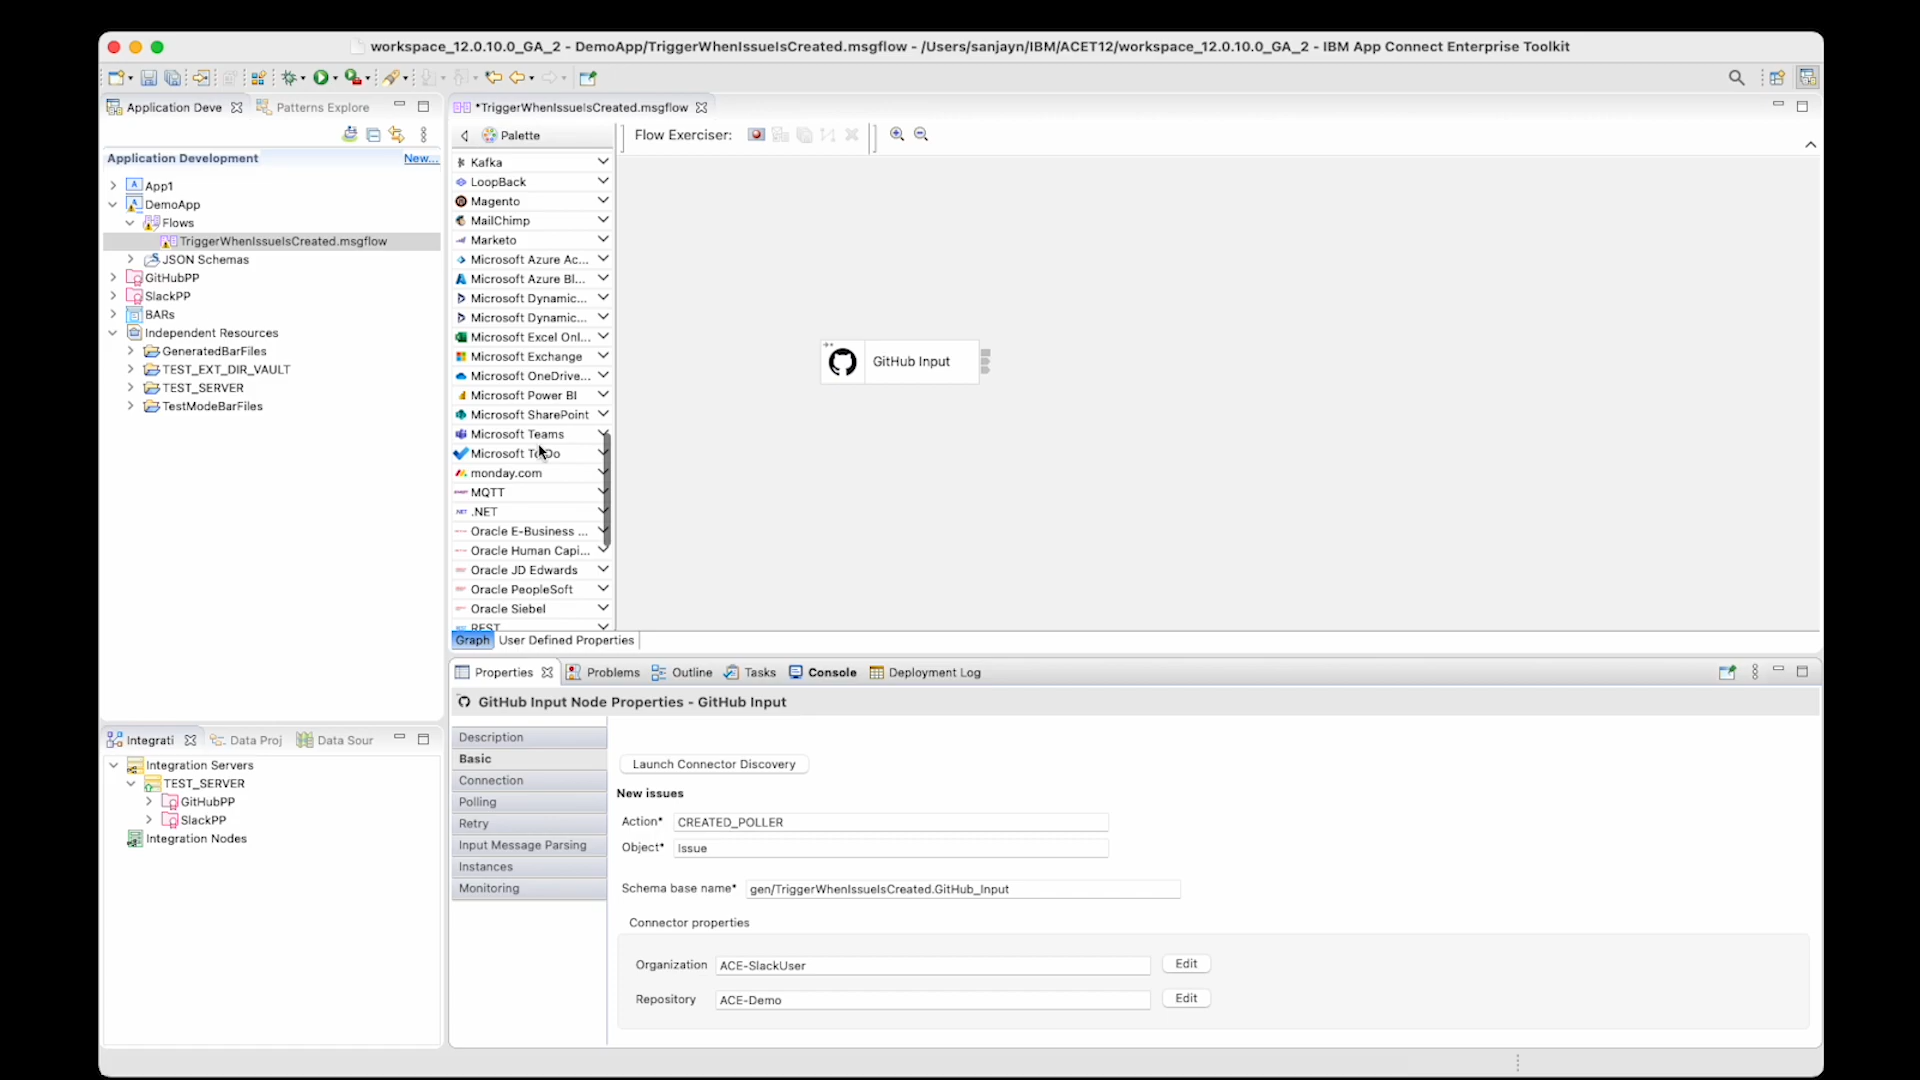 workspace_12.0.10.0_GA_2 - DemoApp/TriggerWhenIssueIsCreated.msgflow - /Users/sanjayn/IBM/ACET12/workspace_12.0.10.0_GA_2 - IBM App Connect Enterprise Toolkit
Application Deve
Patterns Explore
Application Development
New...
App1
DemoApp
Flows
TriggerWhenIssueIsCreated.msgflow
JSON Schemas
GitHubPP
SlackPP
BARs
Independent Resources
GeneratedBarFiles
TEST_EXT_DIR_VAULT
TEST_SERVER
TestModeBarFiles
*TriggerWhenIssueIsCreated.msgflow
Palette
Flow Exerciser:
Kafka
LoopBack
Magento
MailChimp
Marketo
Microsoft Azure Ac...
Microsoft Azure Bl...
Microsoft Dynamic...
Microsoft Dynamic...
Microsoft Excel Onl...
Microsoft Exchange
Microsoft OneDrive...
Microsoft Power BI
Microsoft SharePoint
Microsoft Teams
Microsoft To Do
monday.com
MQTT
.NET
Oracle E-Business ...
Oracle Human Capi...
Oracle JD Edwards
Oracle PeopleSoft
Oracle Siebel
REST
GitHub Input
Graph
User Defined Properties
Integrati
Data Proj
Data Sour
Integration Servers
TEST_SERVER
GitHubPP
SlackPP
Integration Nodes
Properties
Problems
Outline
Tasks
Console
Deployment Log
GitHub Input Node Properties - GitHub Input
Description
Basic
Connection
Polling
Retry
Input Message Parsing
Instances
Monitoring
Launch Connector Discovery
New issues
Action* CREATED_POLLER
Object* Issue
Schema base name* gen/TriggerWhenIssueIsCreated.GitHub_Input
Connector properties
Organization ACE-SlackUser Edit
Repository ACE-Demo Edit